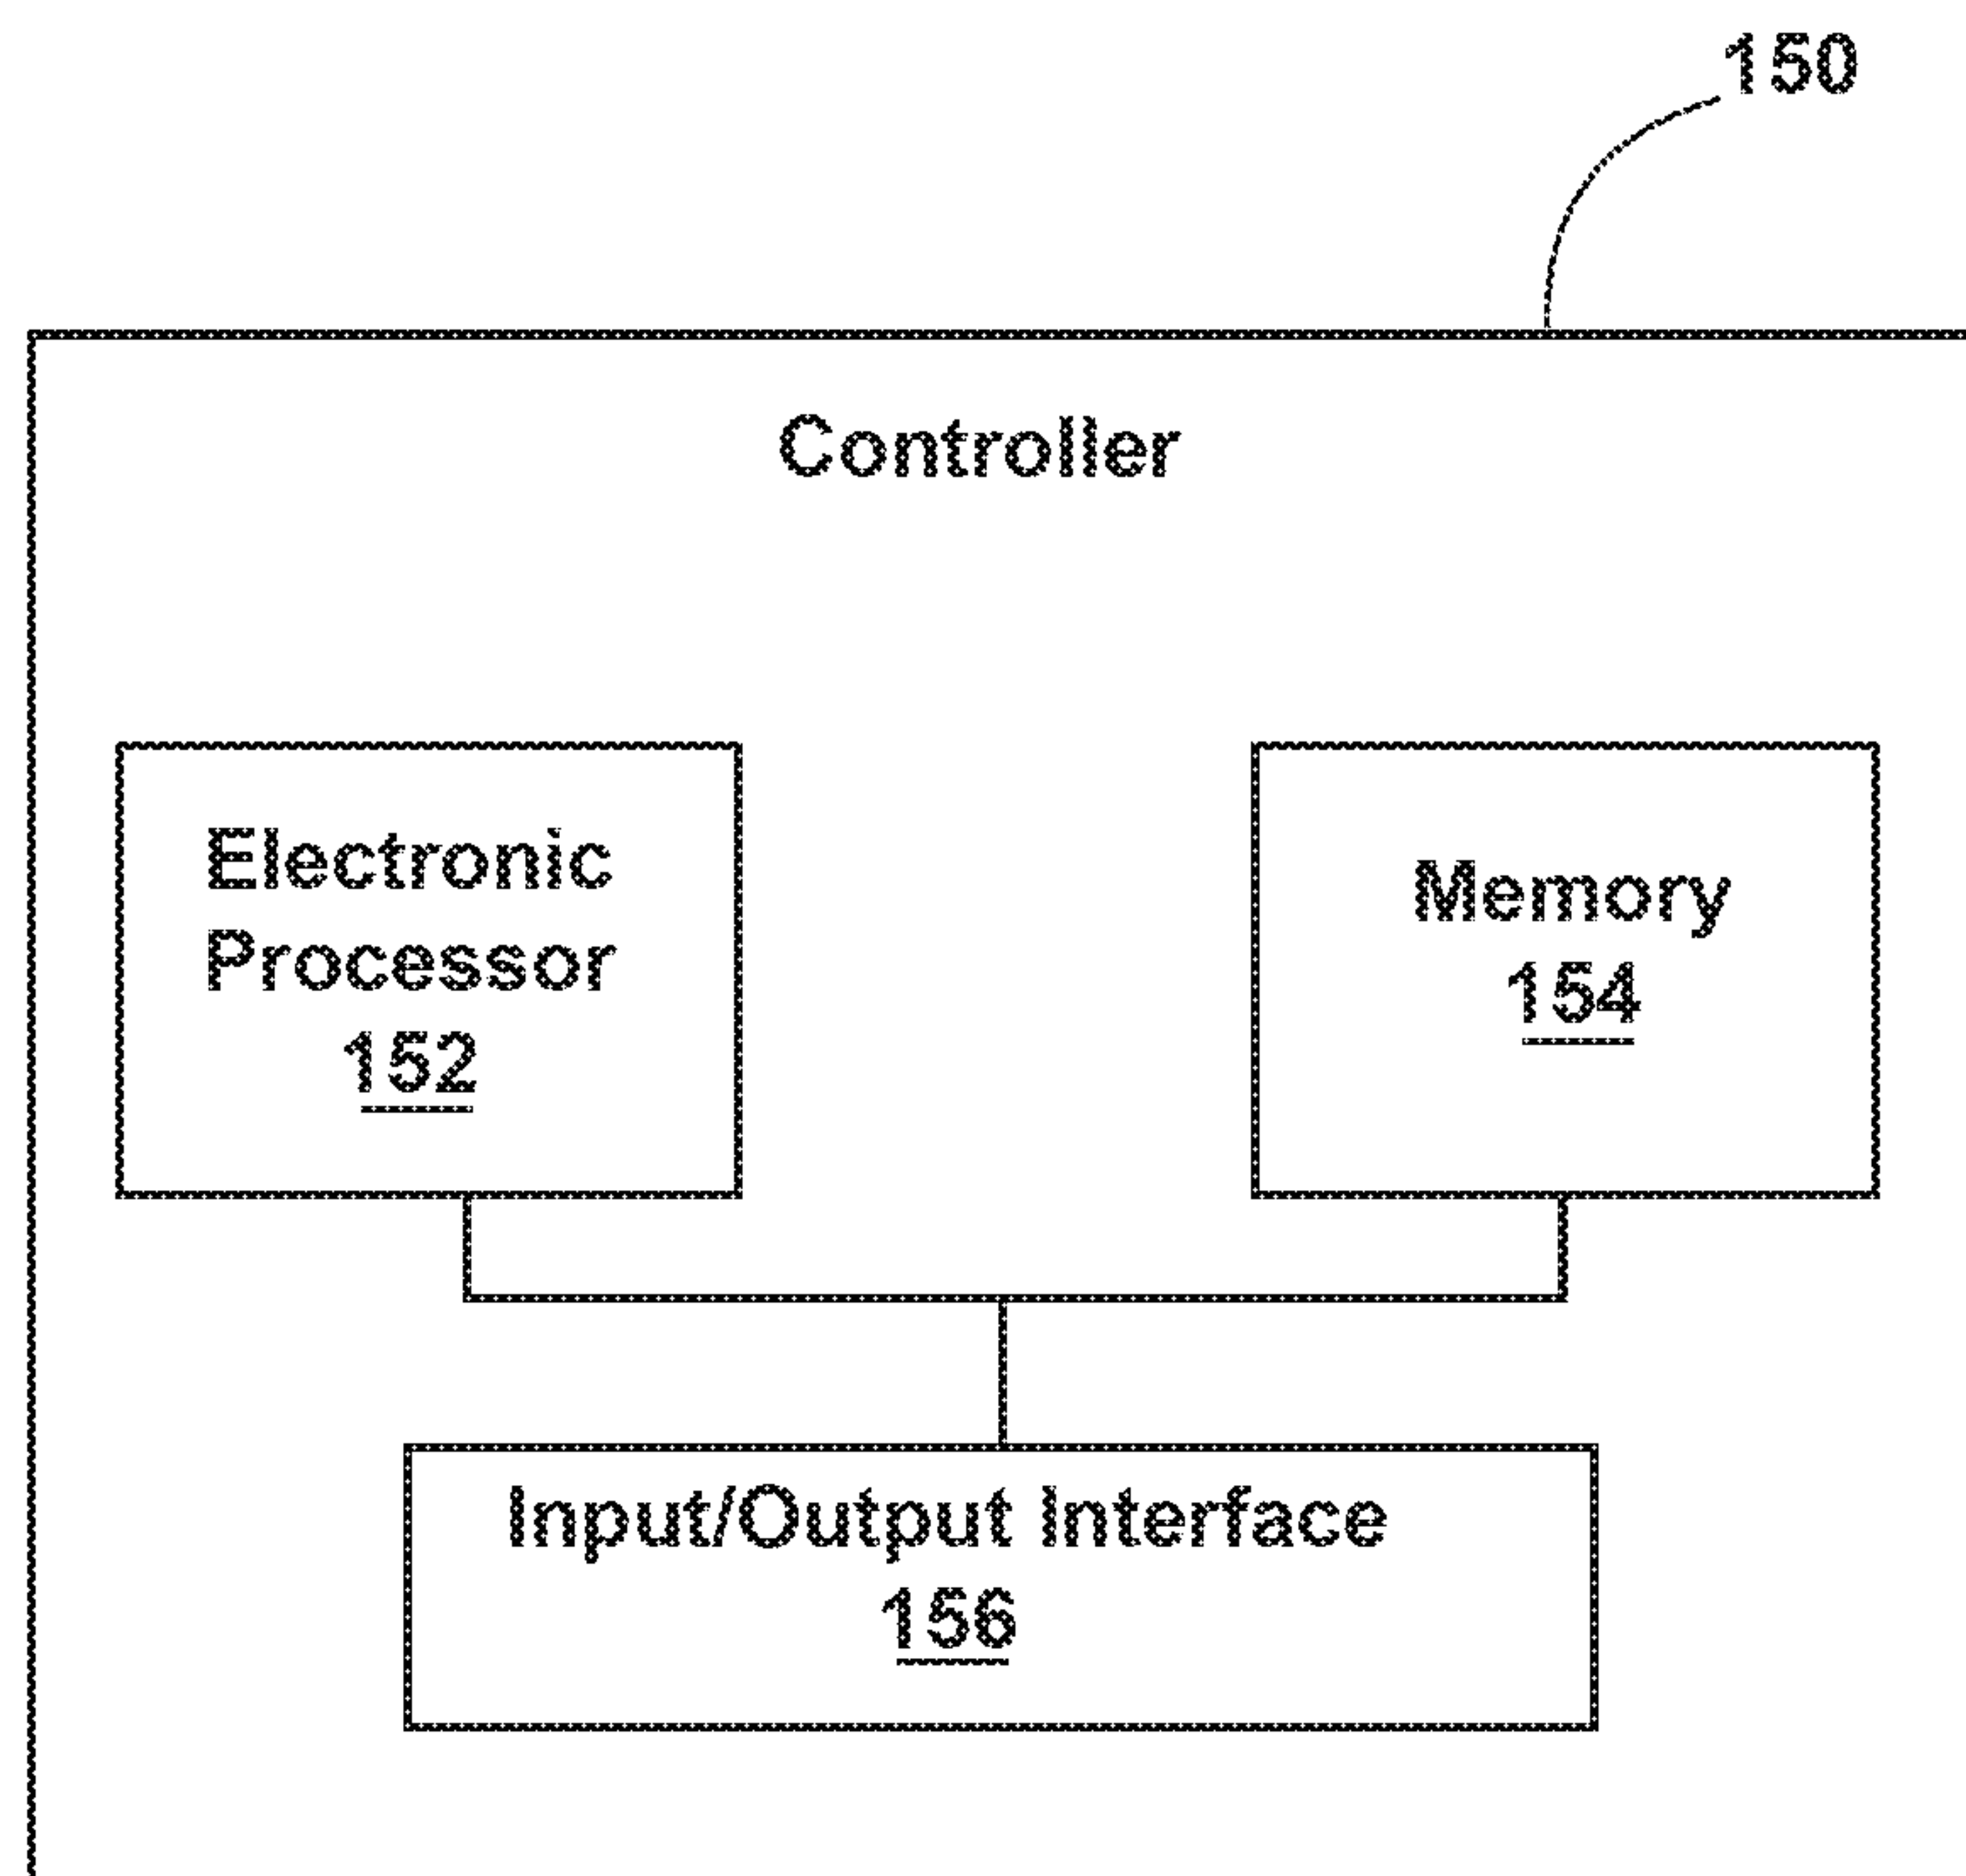 150
Controller
Electronic
Processor
152
Memory
154
Input/Output Interface
156